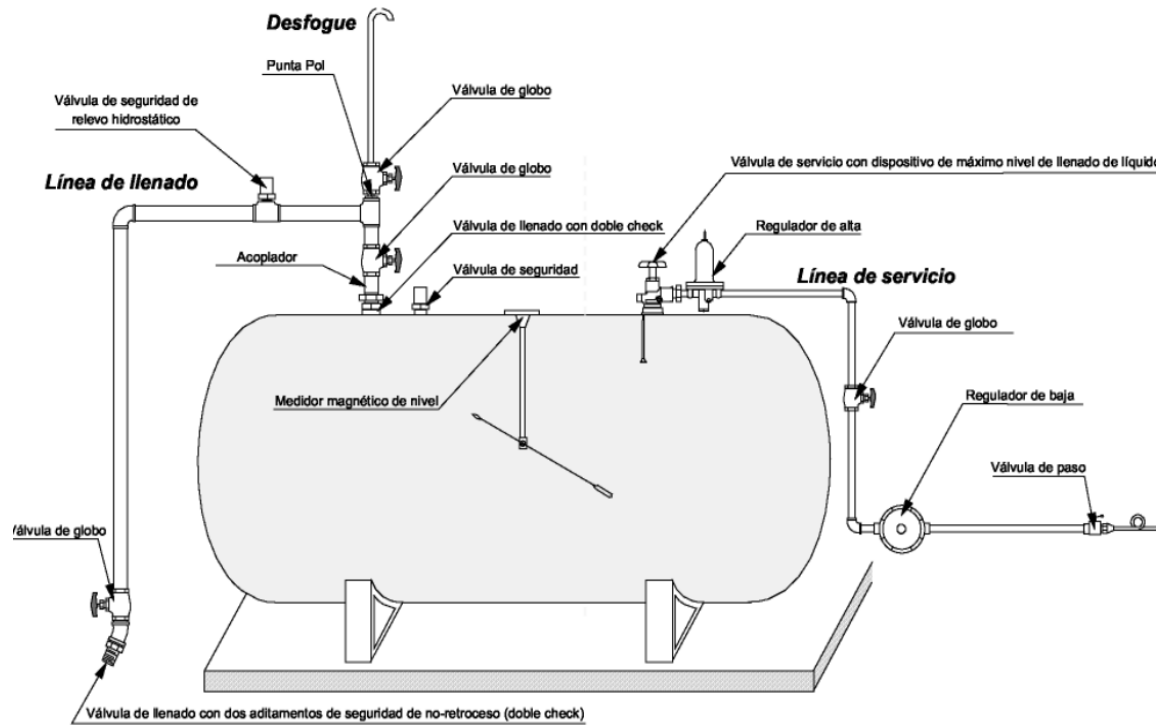 Desfogue
Punta Pol
Válvula de globo
Válvula de seguridad de
relevo hidrostático
Línea de llenado
Válvula de globo
Válvula de servicio con dispositivo de máximo nivel de llenado de líquido
Válvula de llenado con doble check
Regulador de alta
Acoplador
Válvula de seguridad
Línea de servicio
Válvula de globo
Medidor magnético de nivel
Regulador de baja
Válvula de paso
Válvula de globo
Válvula de llenado con dos aditamentos de seguridad de no-retroceso (doble check)